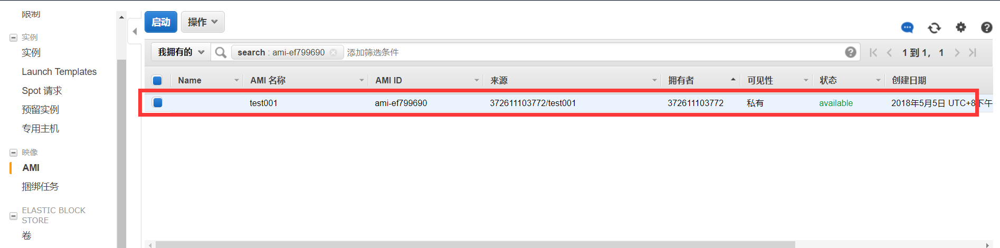 限制
实例
实例
Launch Templates
Spot 请求
预留实例
专用主机
映像
AMI
捆绑任务
ELASTIC BLOCK
STORE
卷
启动 操作
我拥有的 search : ami-ef799690 添加筛选条件 1 到 1， 1
Name AMI 名称 AMI ID 来源 拥有者 可见性 状态 创建日期
test001 ami-ef799690 372611103772/test001 372611103772 私有 available 2018年5月5日 UTC+8下午